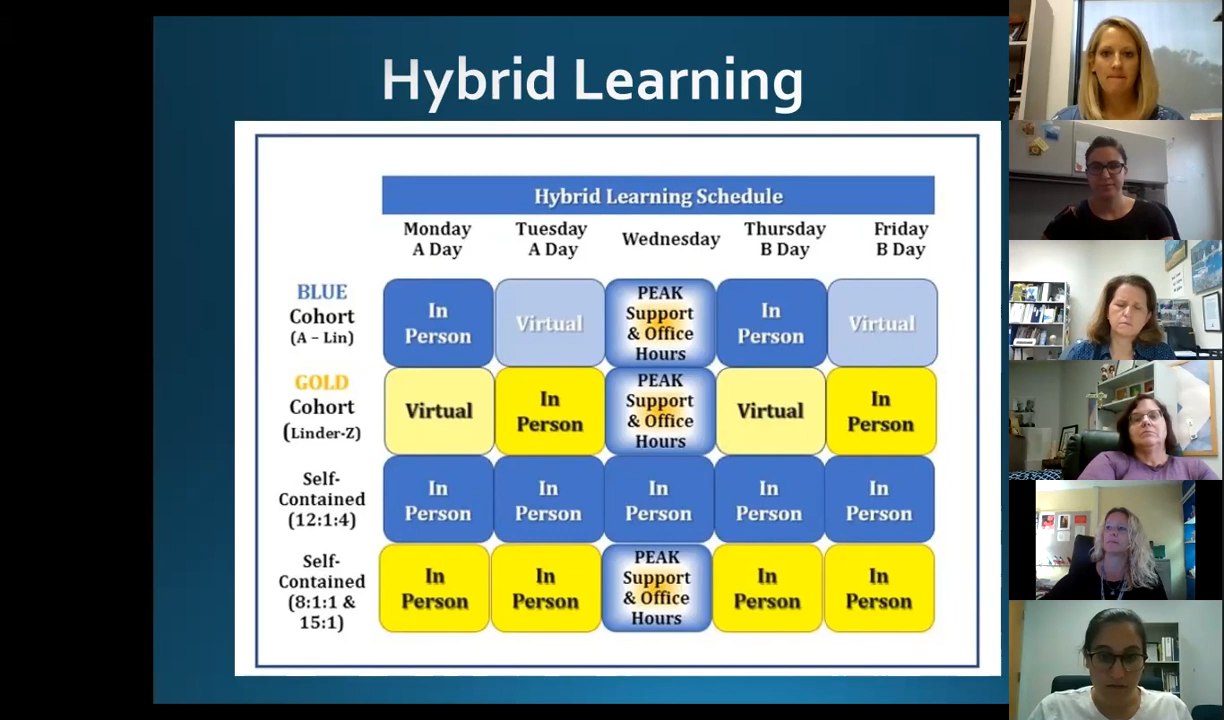 Hybrid Learning
Hybrid Learning Schedule
Monday
A Day
Tuesday
A Day
Wednesday
Thursday
B Day
Friday
B Day
BLUE
Cohort
(A – Lin)
In
Person
Virtual
PEAK
Support
& Office
Hours
In
Person
Virtual
GOLD
Cohort
(Linder-Z)
Virtual
In
Person
PEAK
Support
& Office
Hours
Virtual
In
Person
Self-
Contained
(12:1:4)
In
Person
In
Person
In
Person
In
Person
In
Person
Self-
Contained
(8:1:1 &
15:1)
In
Person
In
Person
PEAK
Support
& Office
Hours
In
Person
In
Person